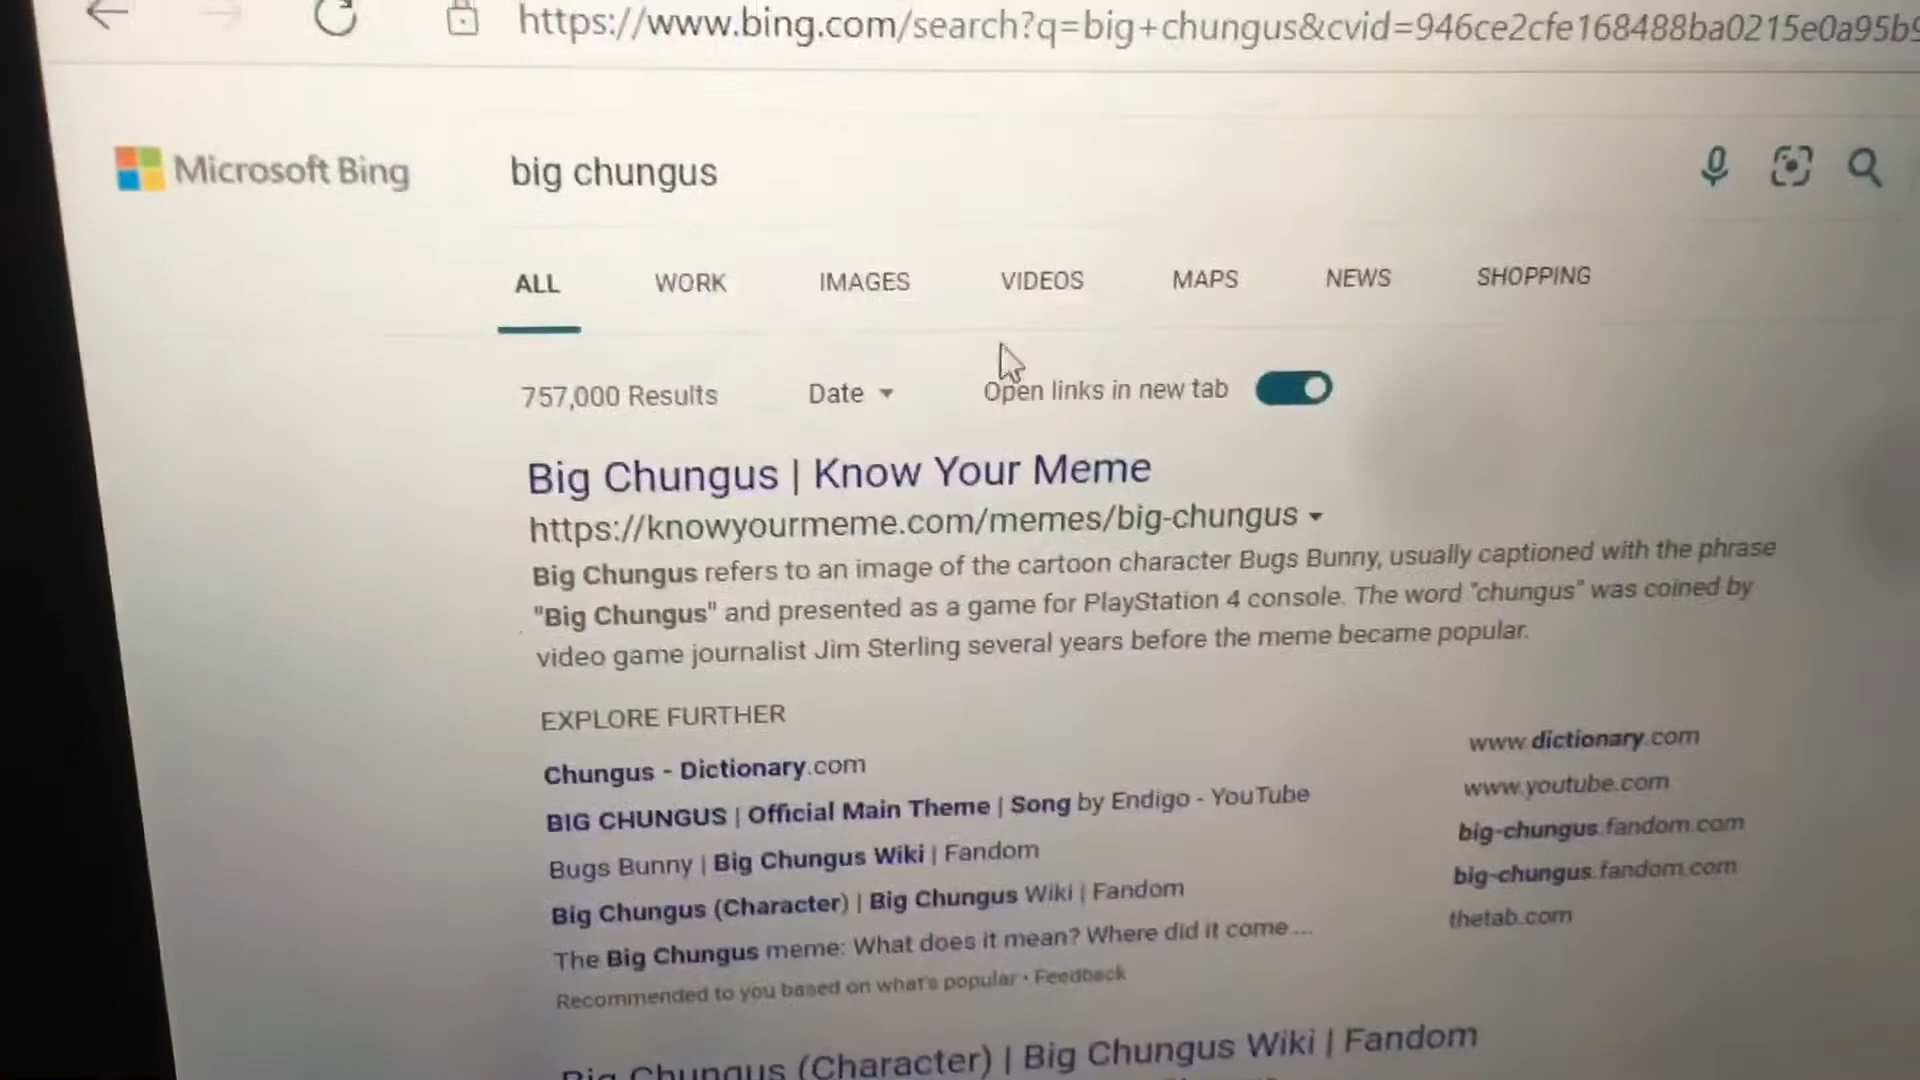 https://www.bing.com/search?q=big+chungus&cvid=946ce2cfe168488ba0215e0a95b9
Microsoft Bing
big chungus
ALL WORK IMAGES VIDEOS MAPS NEWS SHOPPING
757,000 Results Date Open links in new tab
Big Chungus | Know Your Meme
https://knowyourmeme.com/memes/big-chungus
Big Chungus refers to an image of the cartoon character Bugs Bunny, usually captioned with the phrase
"Big Chungus" and presented as a game for PlayStation 4 console. The word "chungus" was coined by
video game journalist Jim Sterling several years before the meme became popular.
EXPLORE FURTHER
Chungus - Dictionary.com www.dictionary.com
BIG CHUNGUS | Official Main Theme | Song by Endigo - YouTube www.youtube.com
Bugs Bunny | Big Chungus Wiki | Fandom big-chungus.fandom.com
Big Chungus (Character) | Big Chungus Wiki | Fandom big-chungus.fandom.com
The Big Chungus meme: What does it mean? Where did it come ... thetab.com
Recommended to you based on what's popular • Feedback
Big Chungus (Character) | Big Chungus Wiki | Fandom